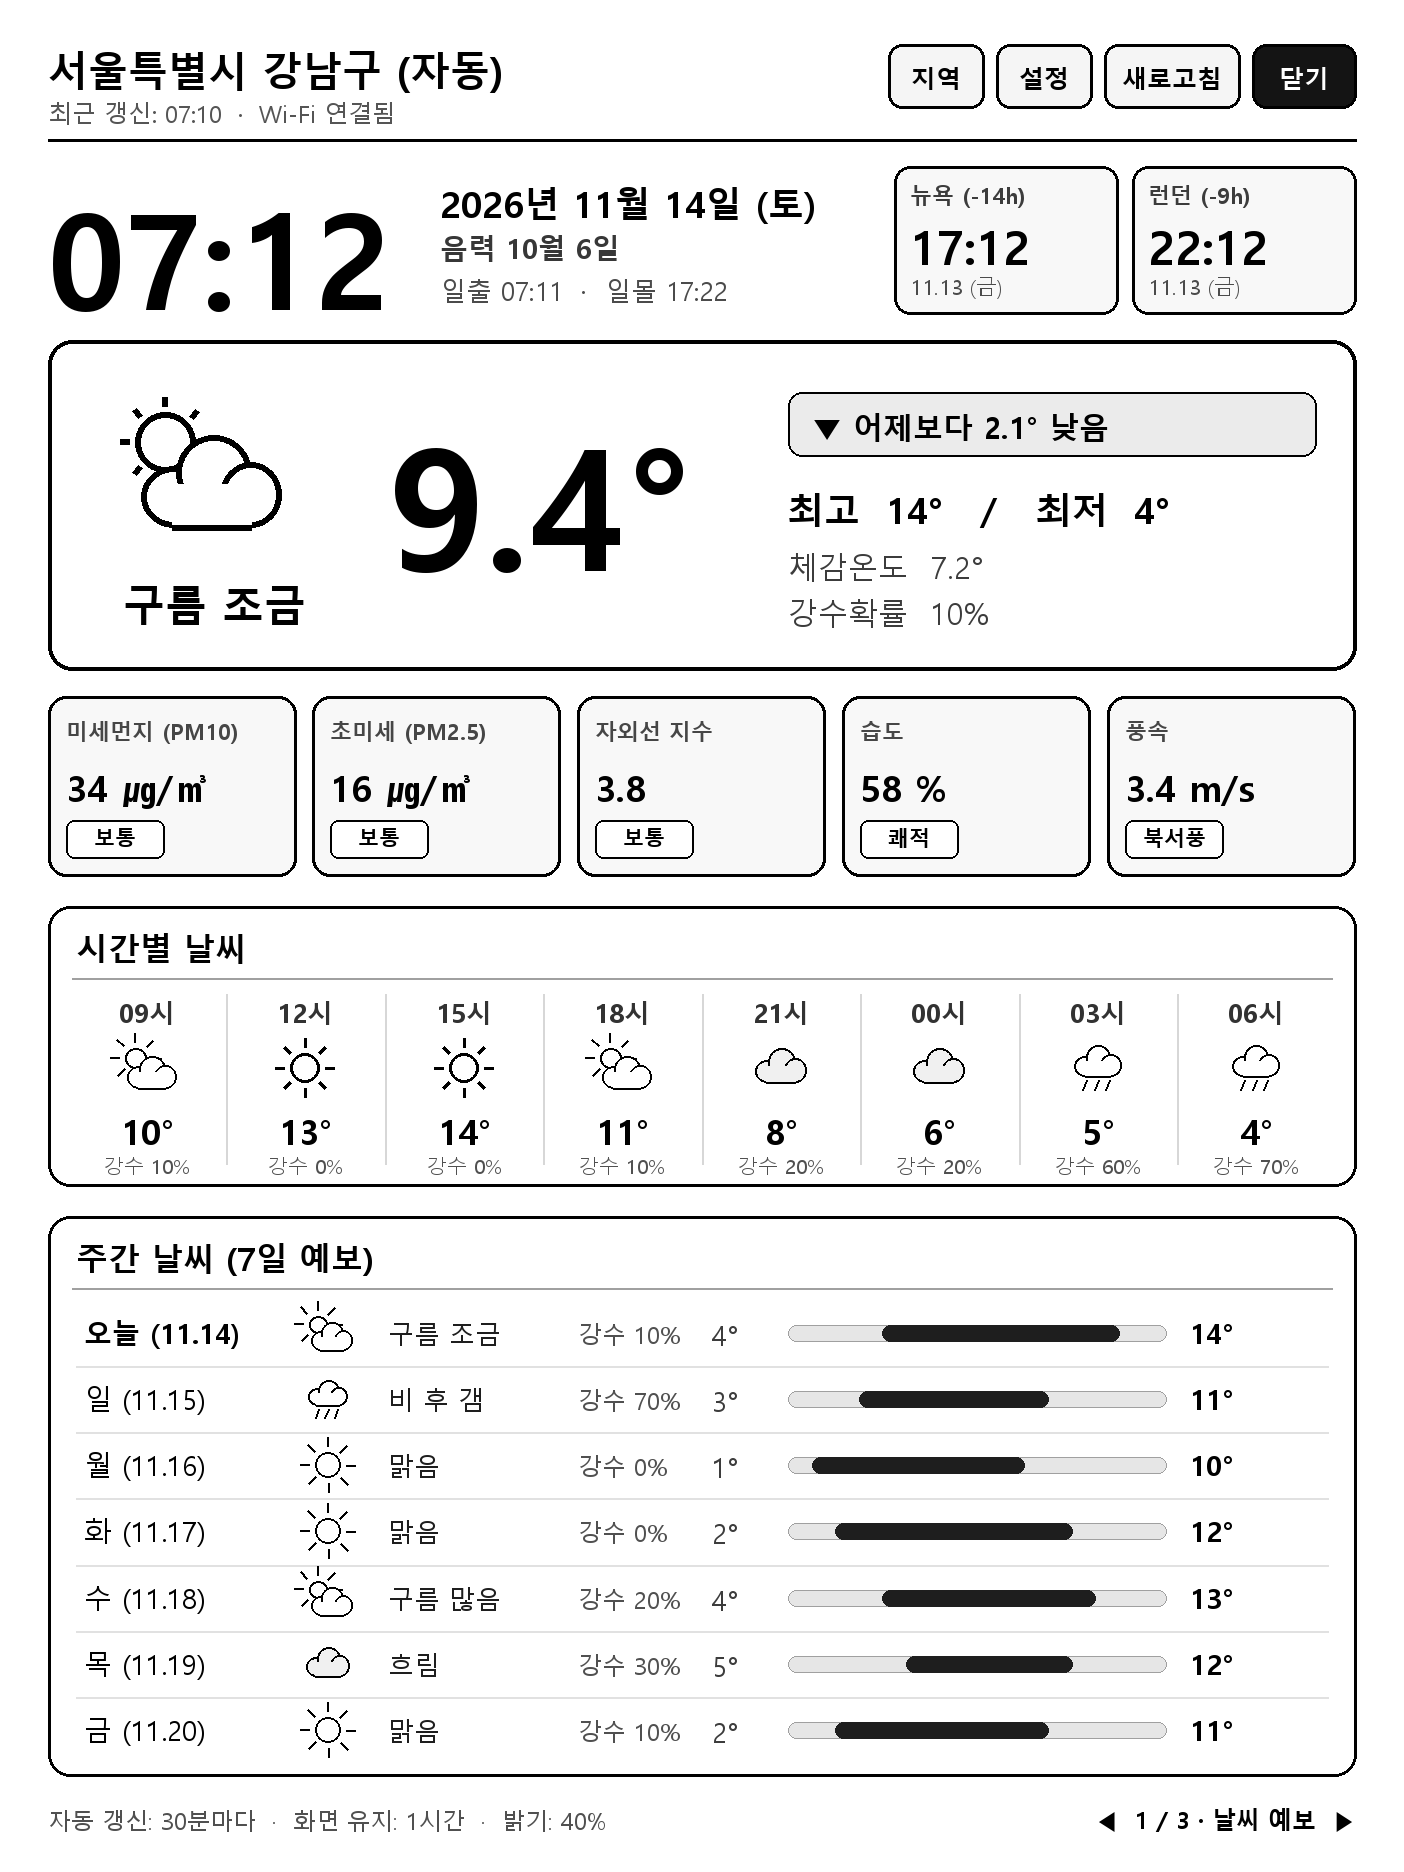 서울특별시 강남구 (자동)
최근 갱신: 07:10 · Wi-Fi 연결됨
지역 설정 새로고침 닫기
07:12
2026년 11월 14일 (토)
음력 10월 6일
일출 07:11 · 일몰 17:22
뉴욕 (-14h)
17:12
11.13 (금)
런던 (-9h)
22:12
11.13 (금)
구름 조금
9.4°
▼ 어제보다 2.1° 낮음
최고 14° / 최저 4°
체감온도 7.2°
강수확률 10%
미세먼지 (PM10)
34 ㎍/㎥
보통
초미세 (PM2.5)
16 ㎍/㎥
보통
자외선 지수
3.8
보통
습도
58 %
쾌적
풍속
3.4 m/s
북서풍
시간별 날씨
09시 12시 15시 18시 21시 00시 03시 06시
10° 13° 14° 11° 8° 6° 5° 4°
강수 10% 강수 0% 강수 0% 강수 10% 강수 20% 강수 20% 강수 60% 강수 70%
주간 날씨 (7일 예보)
오늘 (11.14) 구름 조금 강수 10% 4° 14°
일 (11.15) 비 후 갬 강수 70% 3° 11°
월 (11.16) 맑음 강수 0% 1° 10°
화 (11.17) 맑음 강수 0% 2° 12°
수 (11.18) 구름 많음 강수 20% 4° 13°
목 (11.19) 흐림 강수 30% 5° 12°
금 (11.20) 맑음 강수 10% 2° 11°
자동 갱신: 30분마다 · 화면 유지: 1시간 · 밝기: 40%
◀ 1 / 3 · 날씨 예보 ▶